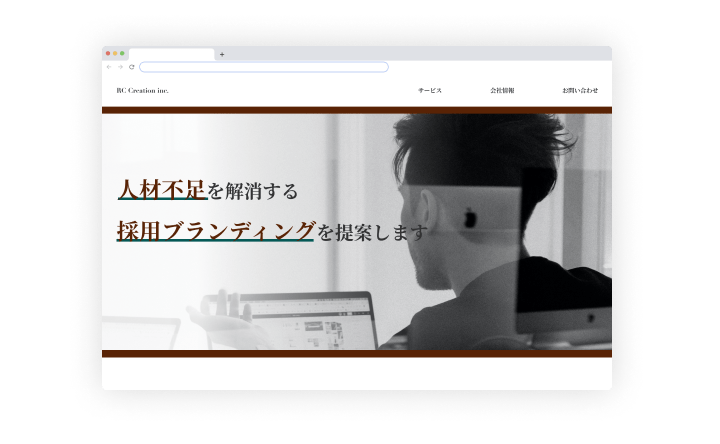 RC Creation inc.
サービス 会社情報 お問い合わせ
人材不足を解消する
採用ブランディングを提案します